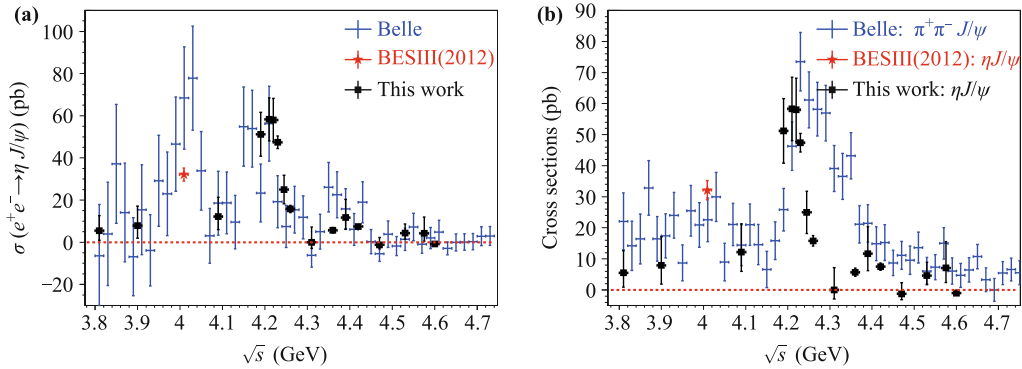 (a)
σ (e⁺e⁻→η J/ψ) (pb)
100
80
60
40
20
0
−20
Belle
BESIII(2012)
This work
3.8 3.9 4 4.1 4.2 4.3 4.4 4.5 4.6 4.7
√s (GeV)
(b)
Cross sections (pb)
90
80
70
60
50
40
30
20
10
0
Belle: π⁺π⁻ J/ψ
BESIII(2012): ηJ/ψ
This work: ηJ/ψ
3.8 3.9 4 4.1 4.2 4.3 4.4 4.5 4.6 4.7
√s (GeV)